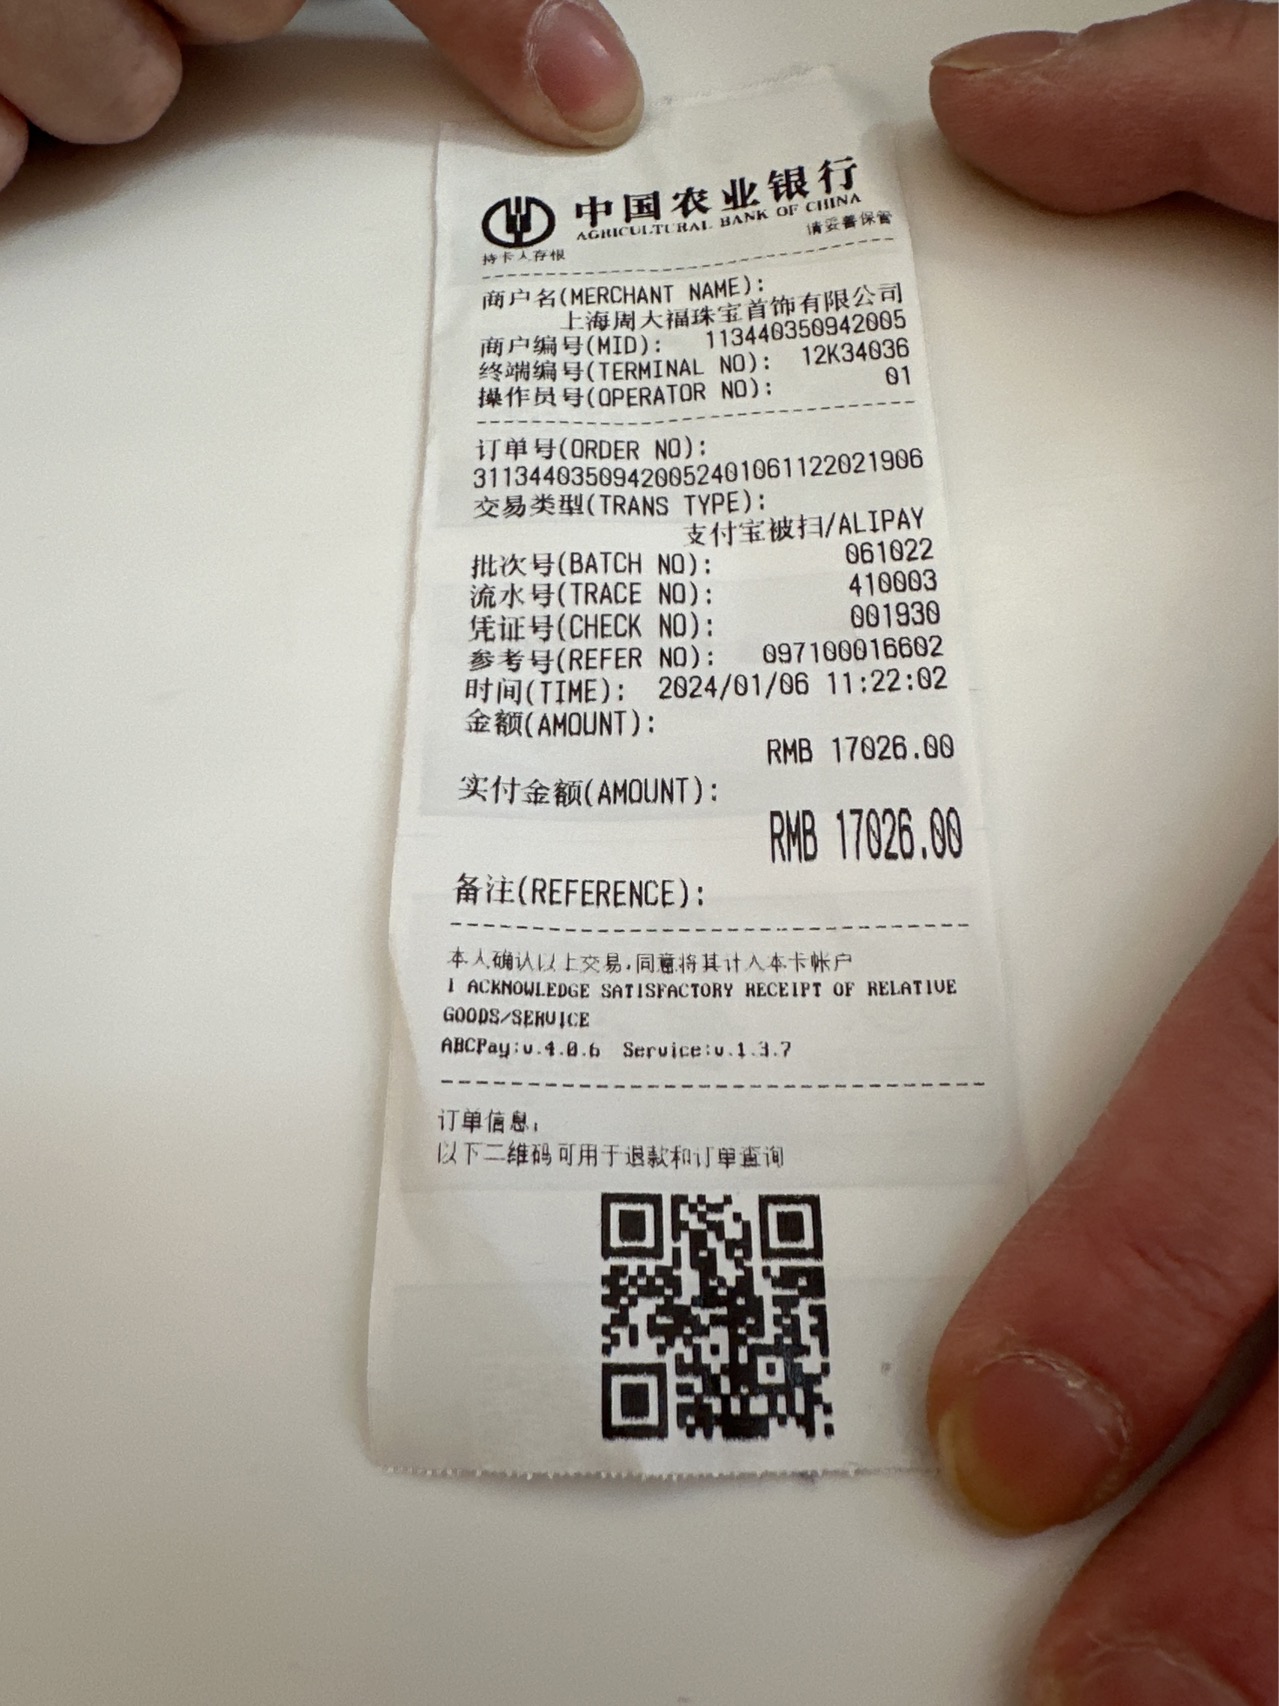 中国农业银行
AGRICULTURAL BANK OF CHINA
持卡人存根 请妥善保管
商户名(MERCHANT NAME):
上海周大福珠宝首饰有限公司
商户编号(MID): 113440350942005
终端编号(TERMINAL NO): 12K34036
操作员号(OPERATOR NO): 01
订单号(ORDER NO):
31134403509420052401061122021906
交易类型(TRANS TYPE):
支付宝被扫/ALIPAY
批次号(BATCH NO): 061022
流水号(TRACE NO): 410003
凭证号(CHECK NO): 001930
参考号(REFER NO): 097100016602
时间(TIME): 2024/01/06 11:22:02
金额(AMOUNT):
RMB 17026.00
实付金额(AMOUNT):
RMB 17026.00
备注(REFERENCE):
本人确认以上交易,同意将其计入本卡帐户
I ACKNOWLEDGE SATISFACTORY RECEIPT OF RELATIVE
GOODS/SERVICE
ABCPay:v.4.0.6 Service:v.1.3.7
订单信息:
以下二维码可用于退款和订单查询